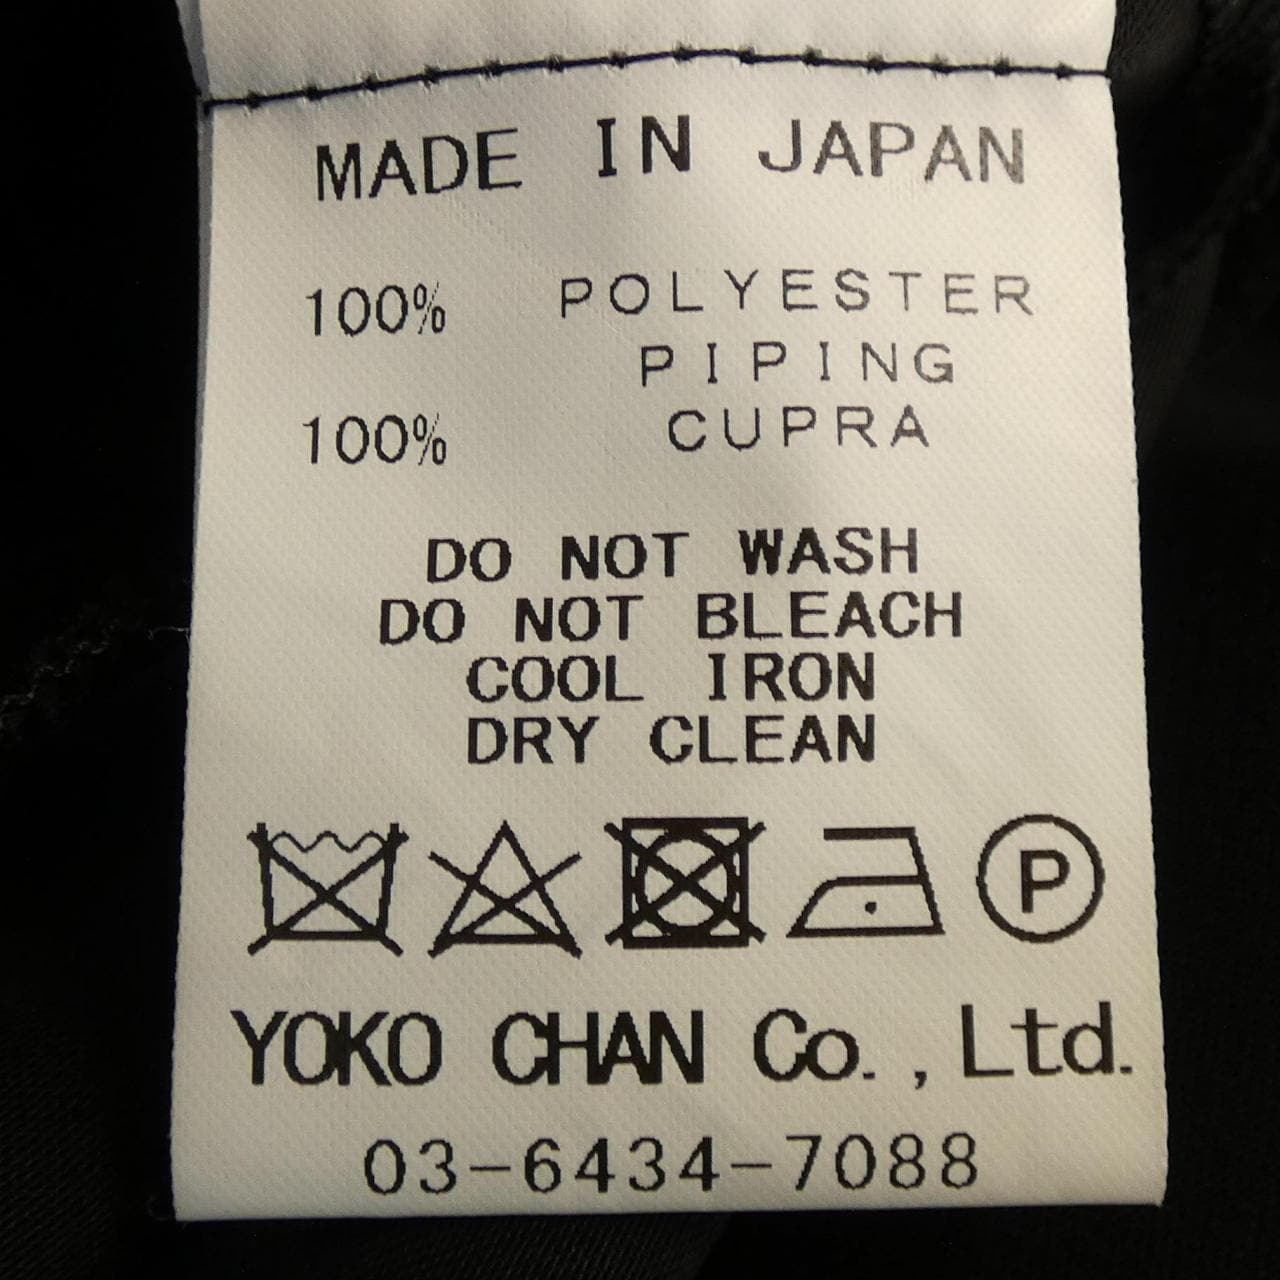 MADE IN JAPAN
100% POLYESTER
PIPING
100% CUPRA
DO NOT WASH
DO NOT BLEACH
COOL IRON
DRY CLEAN
P
YOKO CHAN Co., Ltd.
03-6434-7088